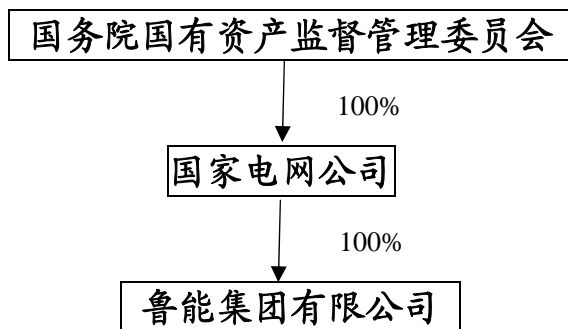 国务院国有资产监督管理委员会
100%
国家电网公司
100%
鲁能集团有限公司